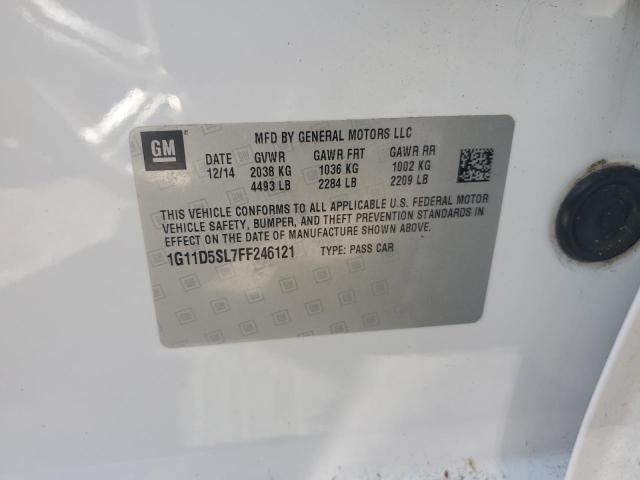 GM
MFD BY GENERAL MOTORS LLC
DATE GVWR GAWR FRT GAWR RR
12/14 2038 KG 1036 KG 1002 KG
4493 LB 2284 LB 2209 LB
THIS VEHICLE CONFORMS TO ALL APPLICABLE U.S. FEDERAL MOTOR
VEHICLE SAFETY, BUMPER, AND THEFT PREVENTION STANDARDS IN
EFFECT ON THE DATE OF MANUFACTURE SHOWN ABOVE.
1G11D5SL7FF246121 TYPE: PASS CAR